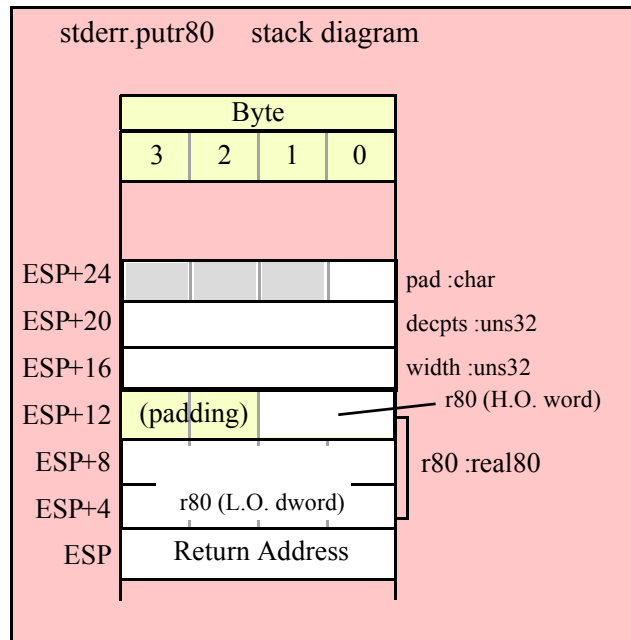 stderr.putr80 stack diagram
Byte
3 2 1 0
ESP+24 pad :char
ESP+20 decpts :uns32
ESP+16 width :uns32
ESP+12 (padding) r80 (H.O. word)
ESP+8 r80 :real80
ESP+4 r80 (L.O. dword)
ESP Return Address